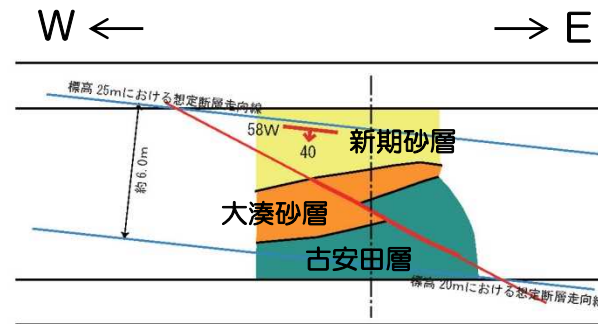 W ← → E
標高 25mにおける想定断層走向線
58W
40
新期砂層
約6.0m
大湊砂層
古安田層
標高 20mにおける想定断層走向線